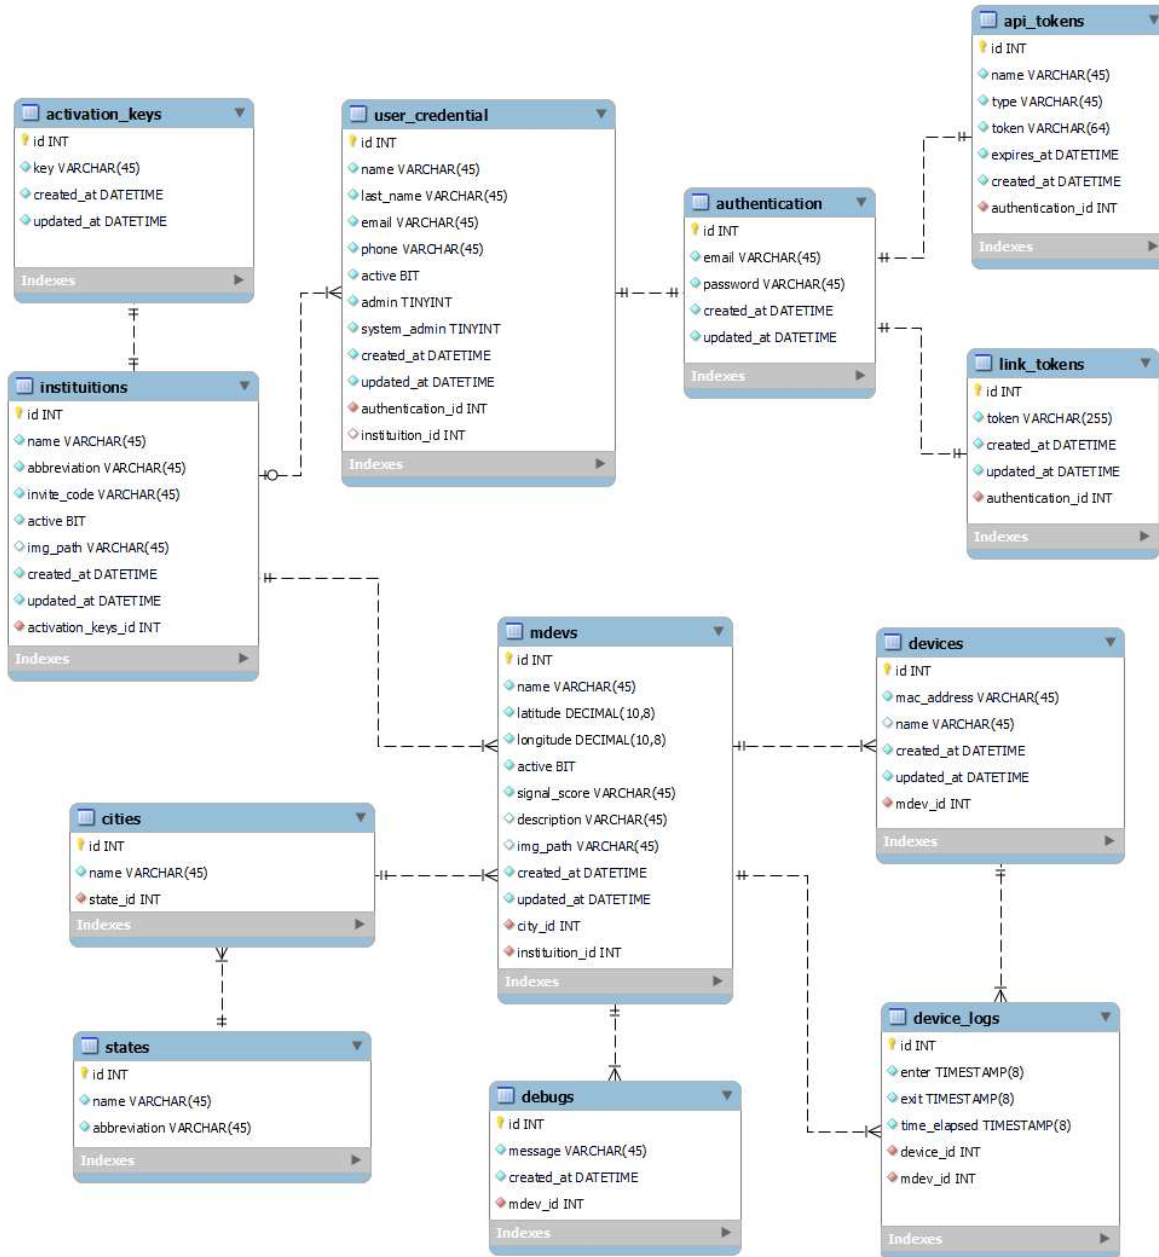 api_tokens
id INT
name VARCHAR(45)
type VARCHAR(45)
token VARCHAR(64)
expires_at DATETIME
created_at DATETIME
authentication_id INT
Indexes
activation_keys
id INT
key VARCHAR(45)
created_at DATETIME
updated_at DATETIME
Indexes
user_credential
id INT
name VARCHAR(45)
last_name VARCHAR(45)
email VARCHAR(45)
phone VARCHAR(45)
active BIT
admin TINYINT
system_admin TINYINT
created_at DATETIME
updated_at DATETIME
authentication_id INT
instituition_id INT
Indexes
authentication
id INT
email VARCHAR(45)
password VARCHAR(45)
created_at DATETIME
updated_at DATETIME
Indexes
link_tokens
id INT
token VARCHAR(255)
created_at DATETIME
updated_at DATETIME
authentication_id INT
Indexes
instituitions
id INT
name VARCHAR(45)
abbreviation VARCHAR(45)
invite_code VARCHAR(45)
active BIT
img_path VARCHAR(45)
created_at DATETIME
updated_at DATETIME
activation_keys_id INT
Indexes
mdevs
id INT
name VARCHAR(45)
latitude DECIMAL(10,8)
longitude DECIMAL(10,8)
active BIT
signal_score VARCHAR(45)
description VARCHAR(45)
img_path VARCHAR(45)
created_at DATETIME
updated_at DATETIME
city_id INT
instituition_id INT
Indexes
devices
id INT
mac_address VARCHAR(45)
name VARCHAR(45)
created_at DATETIME
updated_at DATETIME
mdev_id INT
Indexes
cities
id INT
name VARCHAR(45)
state_id INT
Indexes
states
id INT
name VARCHAR(45)
abbreviation VARCHAR(45)
Indexes
debugs
id INT
message VARCHAR(45)
created_at DATETIME
mdev_id INT
Indexes
device_logs
id INT
enter TIMESTAMP(8)
exit TIMESTAMP(8)
time_elapsed TIMESTAMP(8)
device_id INT
mdev_id INT
Indexes